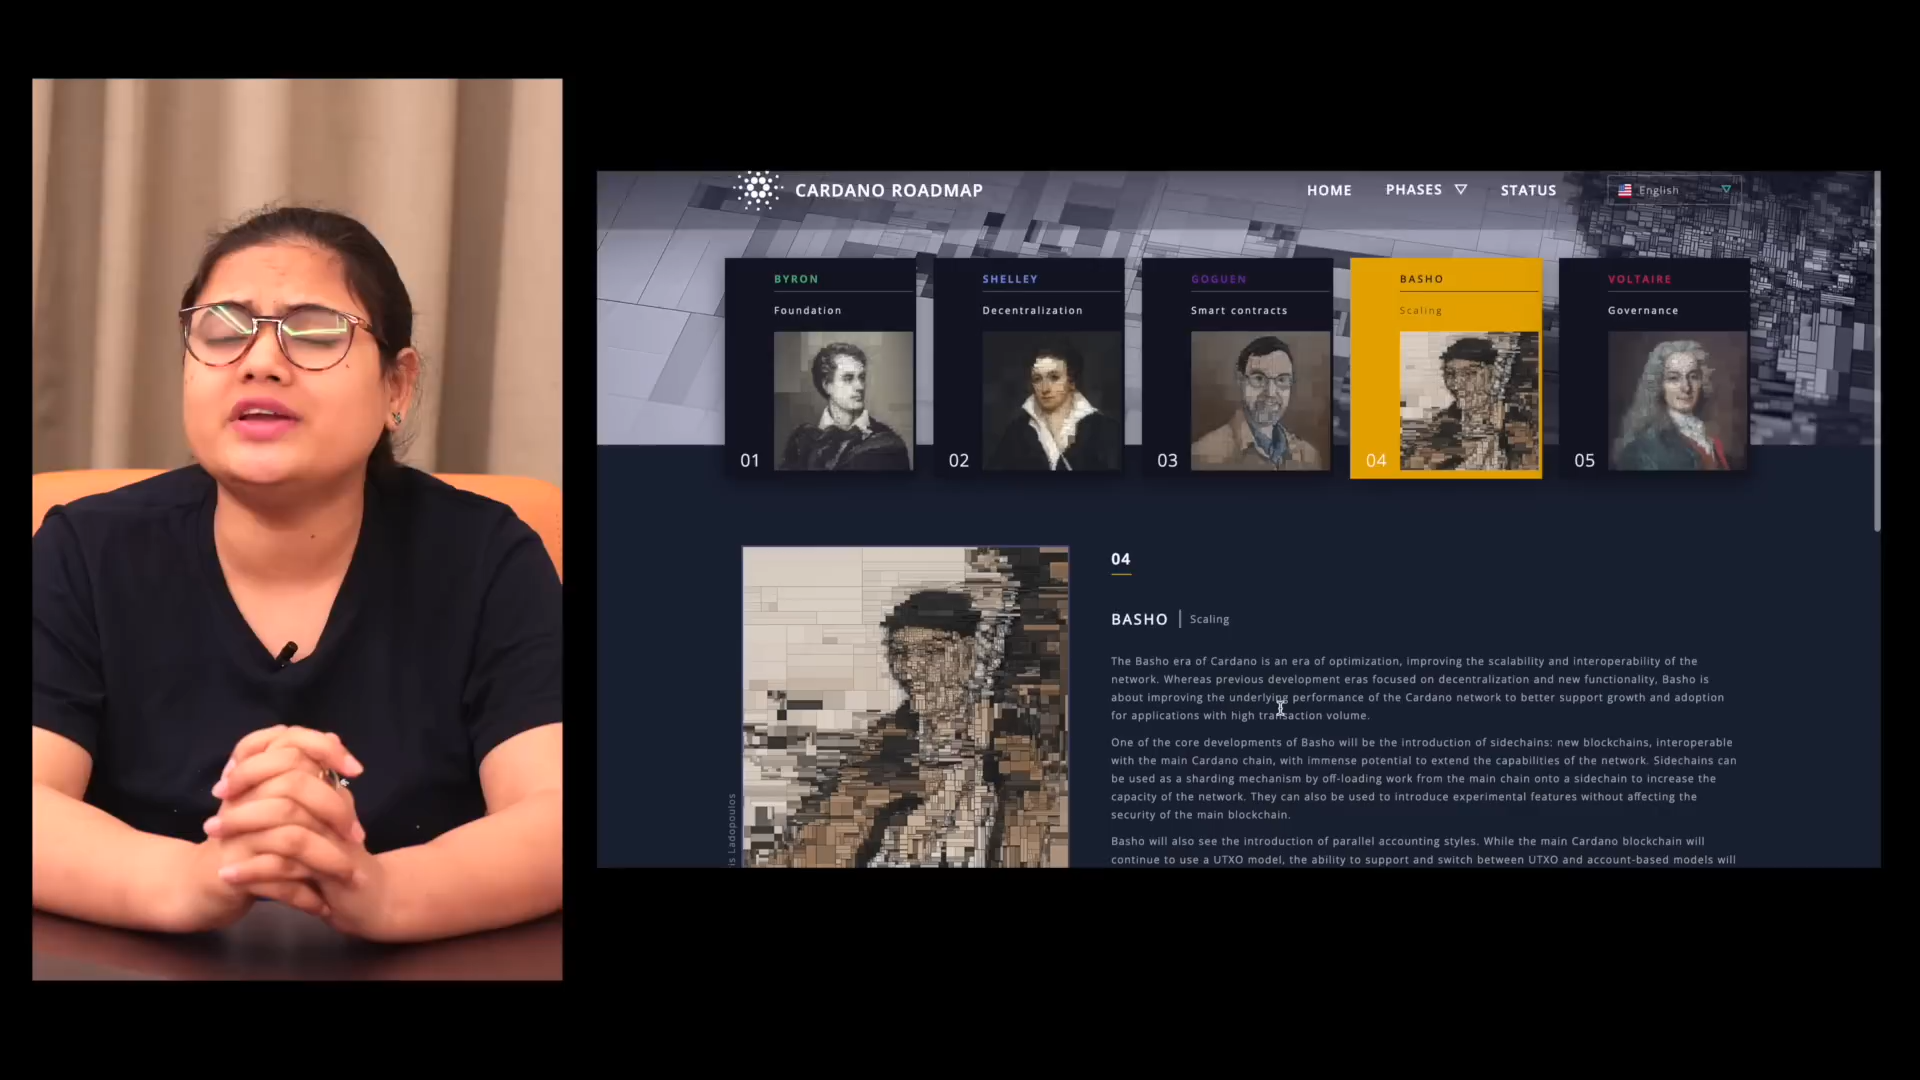 CARDANO ROADMAP
HOME
PHASES
STATUS
English
BYRON
Foundation
01
SHELLEY
Decentralization
02
GOGUEN
Smart contracts
03
BASHO
Scaling
04
VOLTAIRE
Governance
05
04
BASHO | Scaling
The Basho era of Cardano is an era of optimization, improving the scalability and interoperability of the
network. Whereas previous development eras focused on decentralization and new functionality, Basho is
about improving the underlying performance of the Cardano network to better support growth and adoption
for applications with high transaction volume.
One of the core developments of Basho will be the introduction of sidechains: new blockchains, interoperable
with the main Cardano chain, with immense potential to extend the capabilities of the network. Sidechains can
be used as a sharding mechanism by off-loading work from the main chain onto a sidechain to increase the
capacity of the network. They can also be used to introduce experimental features without affecting the
security of the main blockchain.
Basho will also see the introduction of parallel accounting styles. While the main Cardano blockchain will
continue to use a UTXO model, the ability to support and switch between UTXO and account-based models will
is Ladopoulos